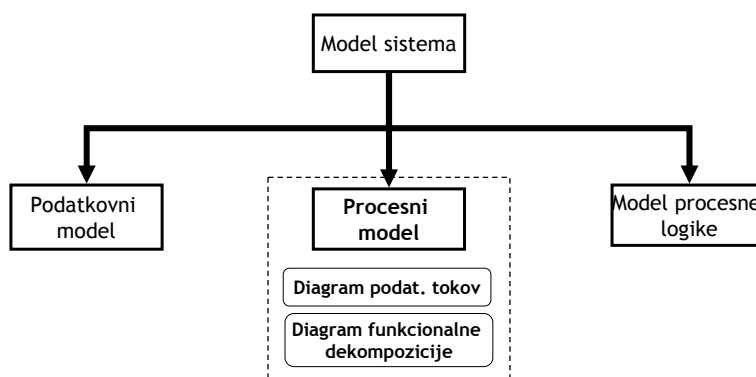 Model sistema
Podatkovni
model
Procesni
model
Model procesne
logike
Diagram podat. tokov
Diagram funkcionalne
dekompozicije